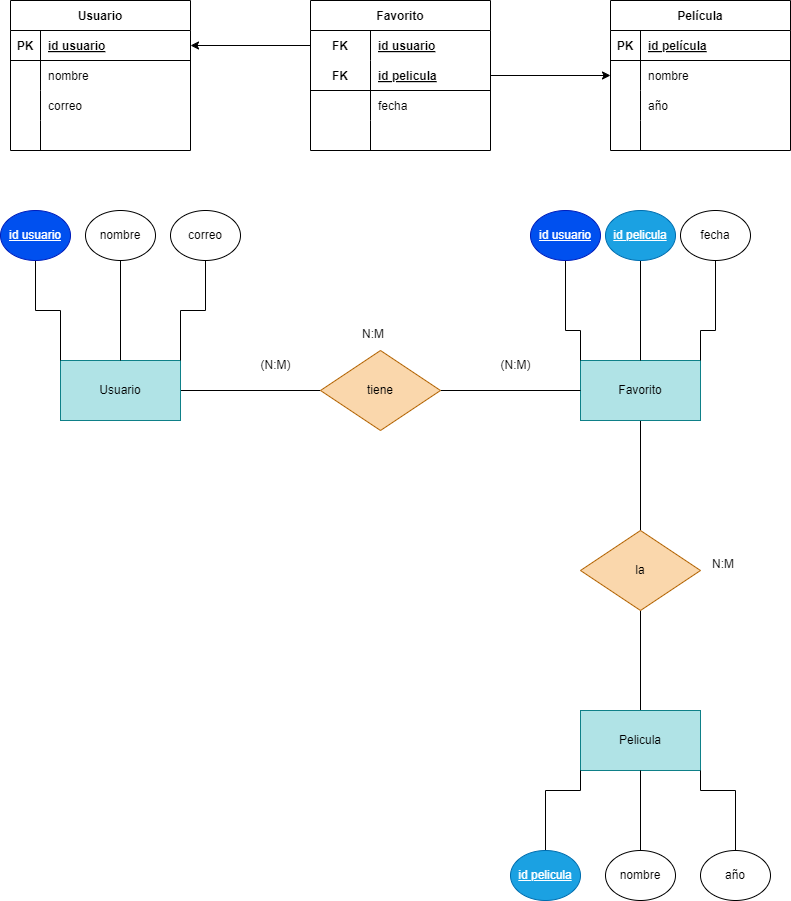 Usuario
PK id usuario
nombre
correo
Favorito
FK id usuario
FK id pelicula
fecha
Película
PK id película
nombre
año
id usuario nombre correo
id usuario id pelicula fecha
N:M
(N:M) (N:M)
Usuario tiene Favorito
la N:M
Pelicula
id pelicula nombre año